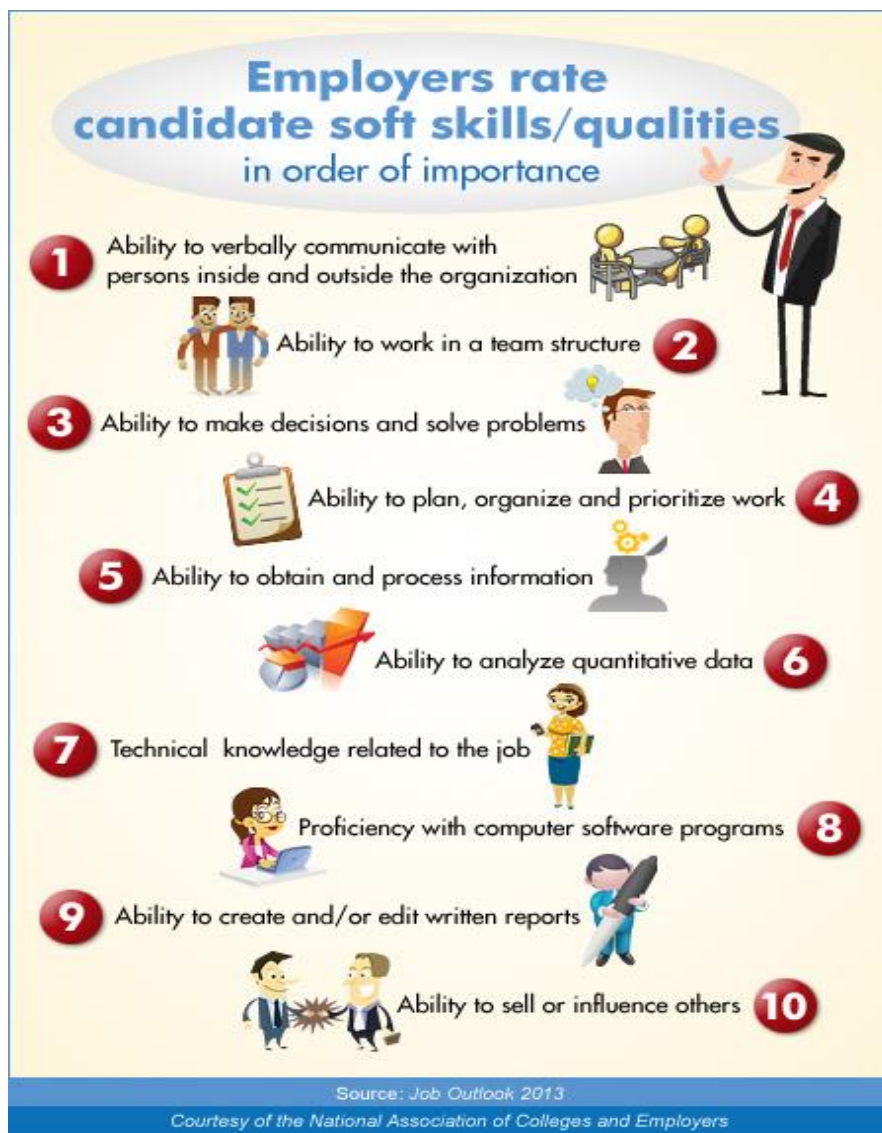 Employers rate
candidate soft skills/qualities
in order of importance
1
Ability to verbally communicate with
persons inside and outside the organization
Ability to work in a team structure
2
3
Ability to make decisions and solve problems
Ability to plan, organize and prioritize work
4
5
Ability to obtain and process information
Ability to analyze quantitative data
6
7
Technical knowledge related to the job
Proficiency with computer software programs
8
9
Ability to create and/or edit written reports
Ability to sell or influence others
10
Source: Job Outlook 2013
Courtesy of the National Association of Colleges and Employers